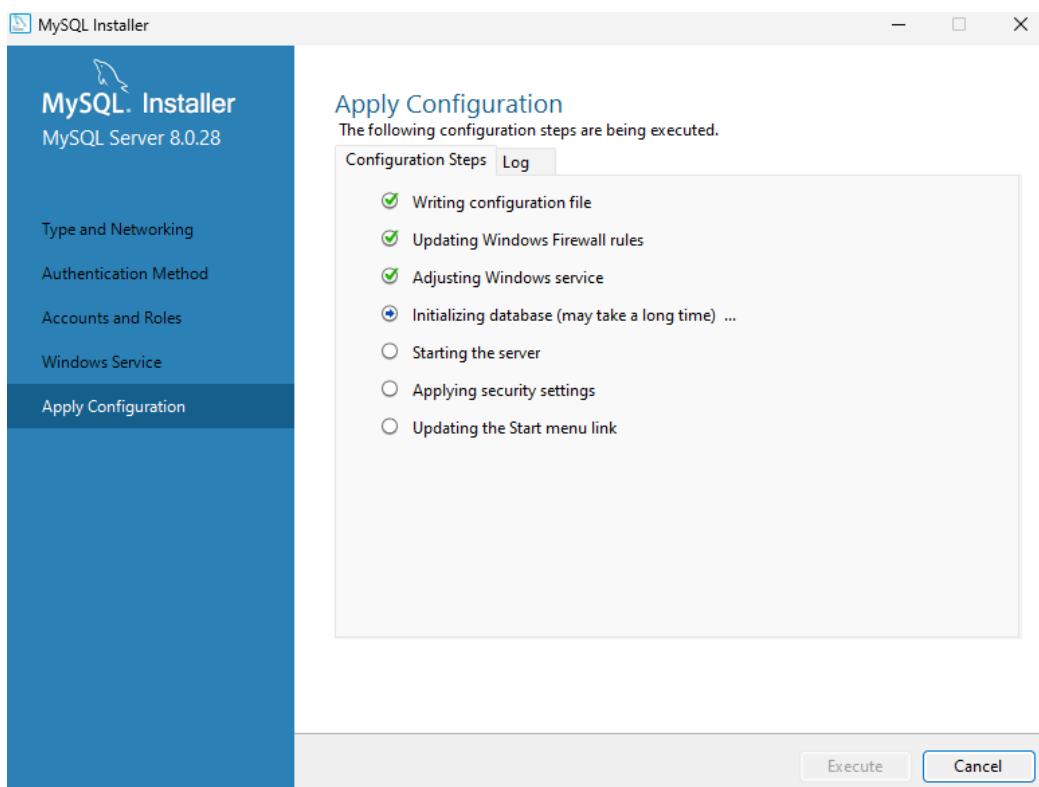 MySQL Installer
MySQL. Installer
MySQL Server 8.0.28
Type and Networking
Authentication Method
Accounts and Roles
Windows Service
Apply Configuration
Apply Configuration
The following configuration steps are being executed.
Configuration Steps Log
Writing configuration file
Updating Windows Firewall rules
Adjusting Windows service
Initializing database (may take a long time) ...
Starting the server
Applying security settings
Updating the Start menu link
Execute Cancel